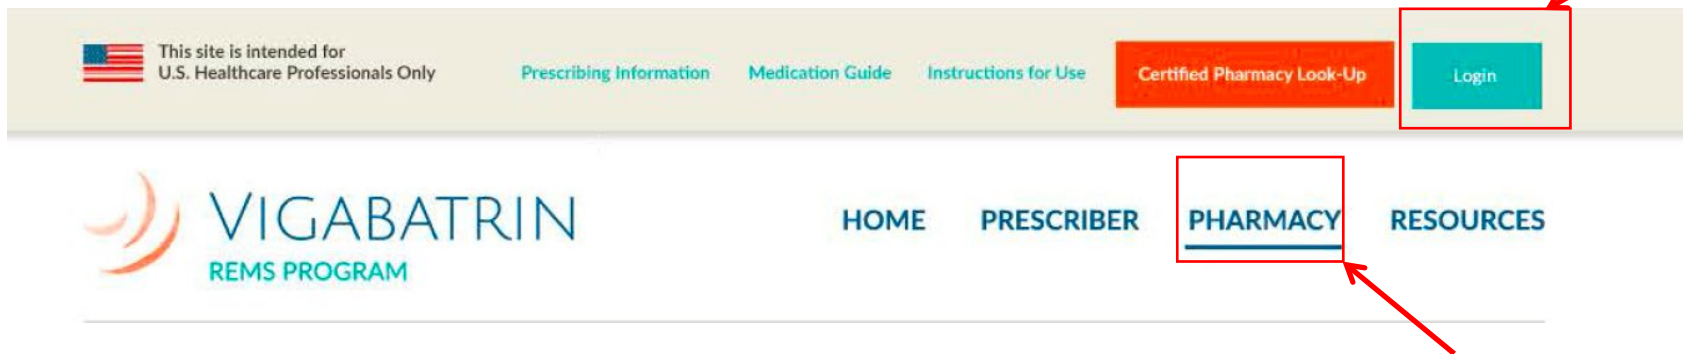 This site is intended for
U.S. Healthcare Professionals Only
Prescribing Information Medication Guide Instructions for Use Certified Pharmacy Look-Up Login
VIGABATRIN
REMS PROGRAM
HOME PRESCRIBER PHARMACY RESOURCES